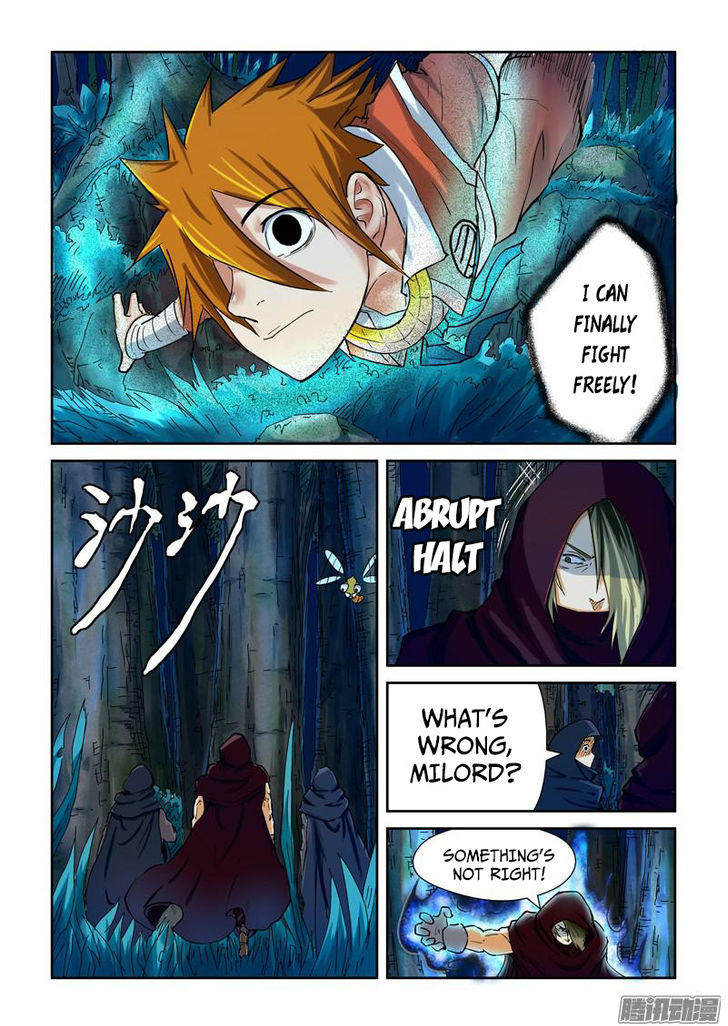 I CAN
FINALLY
FIGHT
FREELY!
沙沙
ABRUPT
HALT
WHAT'S
WRONG,
MILORD?
SOMETHING'S
NOT RIGHT!
腾讯动漫